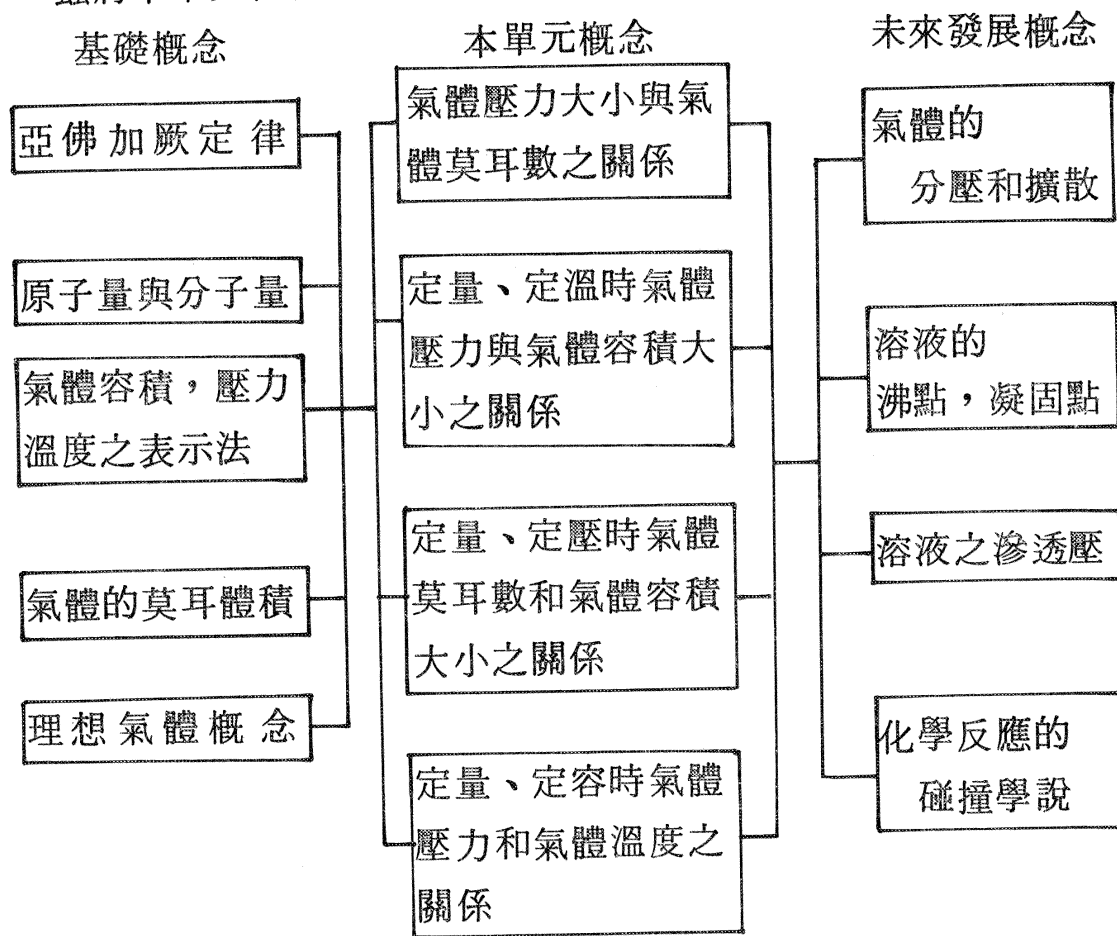 基礎概念
亞佛加厥定律
原子量與分子量
氣體容積，壓力
溫度之表示法
氣體的莫耳體積
理想氣體概念
本單元概念
氣體壓力大小與氣
體莫耳數之關係
定量、定溫時氣體
壓力與氣體容積大
小之關係
定量、定壓時氣體
莫耳數和氣體容積
大小之關係
定量、定容時氣體
壓力和氣體溫度之
關係
未來發展概念
氣體的
分壓和擴散
溶液的
沸點，凝固點
溶液之滲透壓
化學反應的
碰撞學說